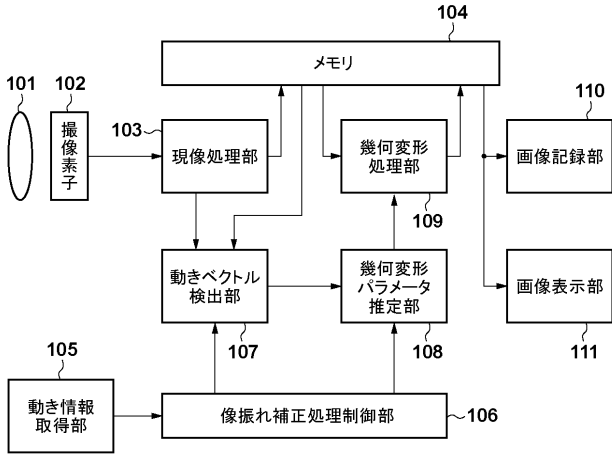 104
メモリ
101
102
撮像素子
103
現像処理部
幾何変形
処理部
109
110
画像記録部
動きベクトル
検出部
107
幾何変形
パラメータ
推定部
108
画像表示部
111
105
動き情報
取得部
像振れ補正処理制御部
106